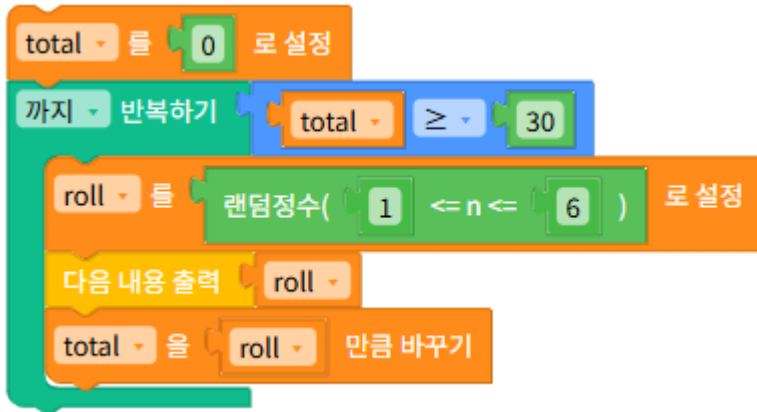 total 를 0 로 설정
까지 반복하기 total ≥ 30
roll 를 랜덤정수( 1 <= n <= 6 ) 로 설정
다음 내용 출력 roll
total 을 roll 만큼 바꾸기